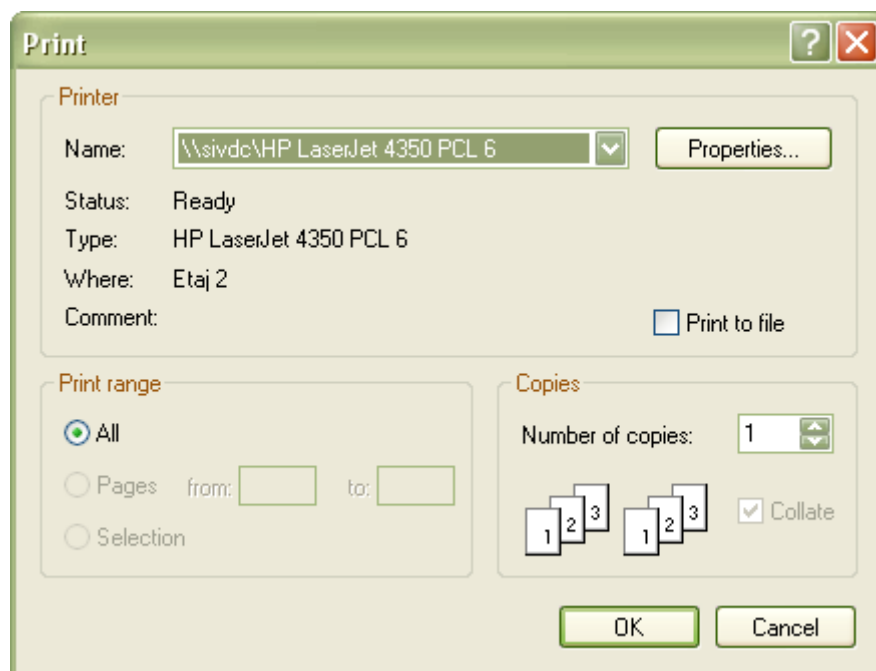 Print
Printer
Name: \\sivdc\HP LaserJet 4350 PCL 6 Properties...
Status: Ready
Type: HP LaserJet 4350 PCL 6
Where: Etaj 2
Comment: Print to file
Print range
All
Pages from: to:
Selection
Copies
Number of copies: 1
1 2 3 1 2 3 Collate
OK Cancel